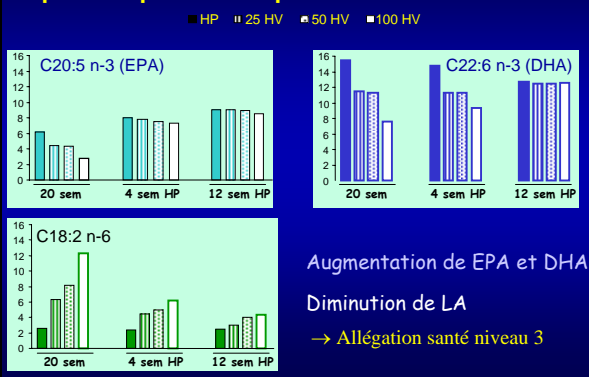 HP 25 HV 50 HV 100 HV
C20:5 n-3 (EPA)
16
14
12
10
8
6
4
2
0
20 sem 4 sem HP 12 sem HP
C22:6 n-3 (DHA)
16
14
12
10
8
6
4
2
0
20 sem 4 sem HP 12 sem HP
C18:2 n-6
16
14
12
10
8
6
4
2
0
20 sem 4 sem HP 12 sem HP
Augmentation de EPA et DHA
Diminution de LA
→ Allégation santé niveau 3